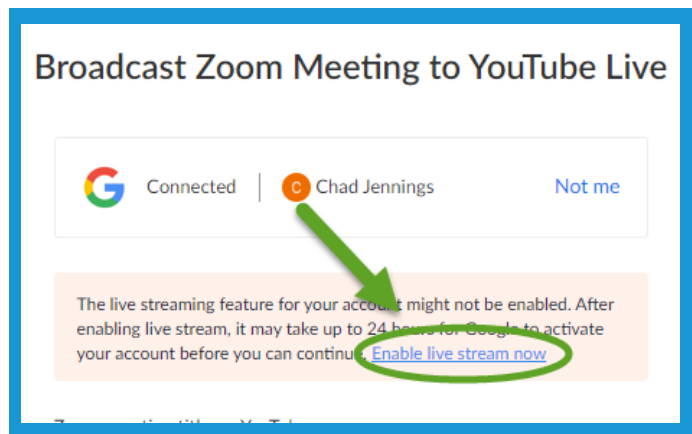 Broadcast Zoom Meeting to YouTube Live
Connected C Chad Jennings Not me
The live streaming feature for your account might not be enabled. After
enabling live stream, it may take up to 24 hours for Google to activate
your account before you can continue. Enable live stream now